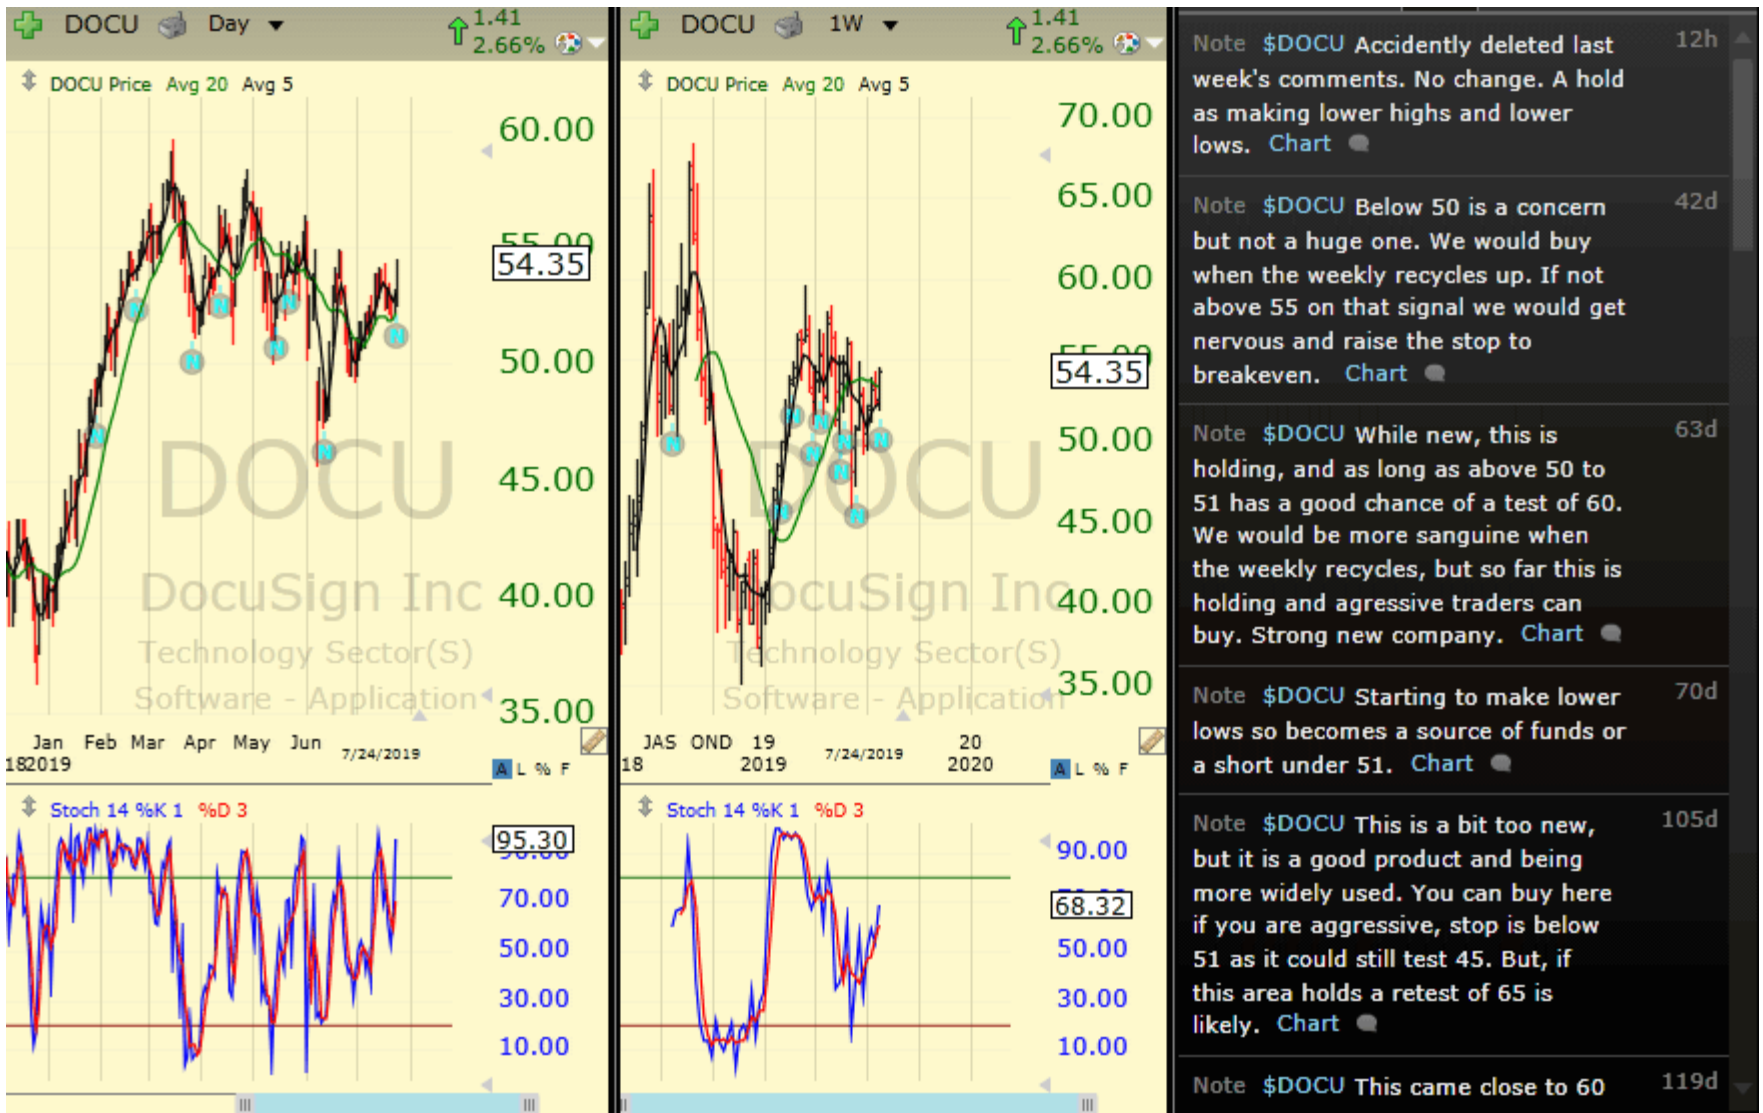 DOCU Day 1.41
2.66%
DOCU Price Avg 20 Avg 5
60.00
55.00
54.35
50.00
45.00
40.00
35.00
N
N
N
N
N
N
N
N
DOCU
DocuSign Inc
Technology Sector(S)
Software - Application
Jan Feb Mar Apr May Jun 7/24/2019
182019
A L % F
Stoch 14 %K 1 %D 3
95.30
70.00
50.00
30.00
10.00
DOCU 1W 1.41
2.66%
DOCU Price Avg 20 Avg 5
70.00
65.00
60.00
55.00
54.35
50.00
45.00
40.00
35.00
N
N
N
N
N
N
N
N
N
DOCU
DocuSign Inc
Technology Sector(S)
Software - Application
JAS OND 19 7/24/2019 20
18 2019 2020
A L % F
Stoch 14 %K 1 %D 3
90.00
68.32
50.00
30.00
10.00
Note $DOCU Accidently deleted last 12h
week's comments. No change. A hold
as making lower highs and lower
lows. Chart
Note $DOCU Below 50 is a concern 42d
but not a huge one. We would buy
when the weekly recycles up. If not
above 55 on that signal we would get
nervous and raise the stop to
breakeven. Chart
Note $DOCU While new, this is 63d
holding, and as long as above 50 to
51 has a good chance of a test of 60.
We would be more sanguine when
the weekly recycles, but so far this is
holding and agressive traders can
buy. Strong new company. Chart
Note $DOCU Starting to make lower 70d
lows so becomes a source of funds or
a short under 51. Chart
Note $DOCU This is a bit too new, 105d
but it is a good product and being
more widely used. You can buy here
if you are aggressive, stop is below
51 as it could still test 45. But, if
this area holds a retest of 65 is
likely. Chart
Note $DOCU This came close to 60 119d